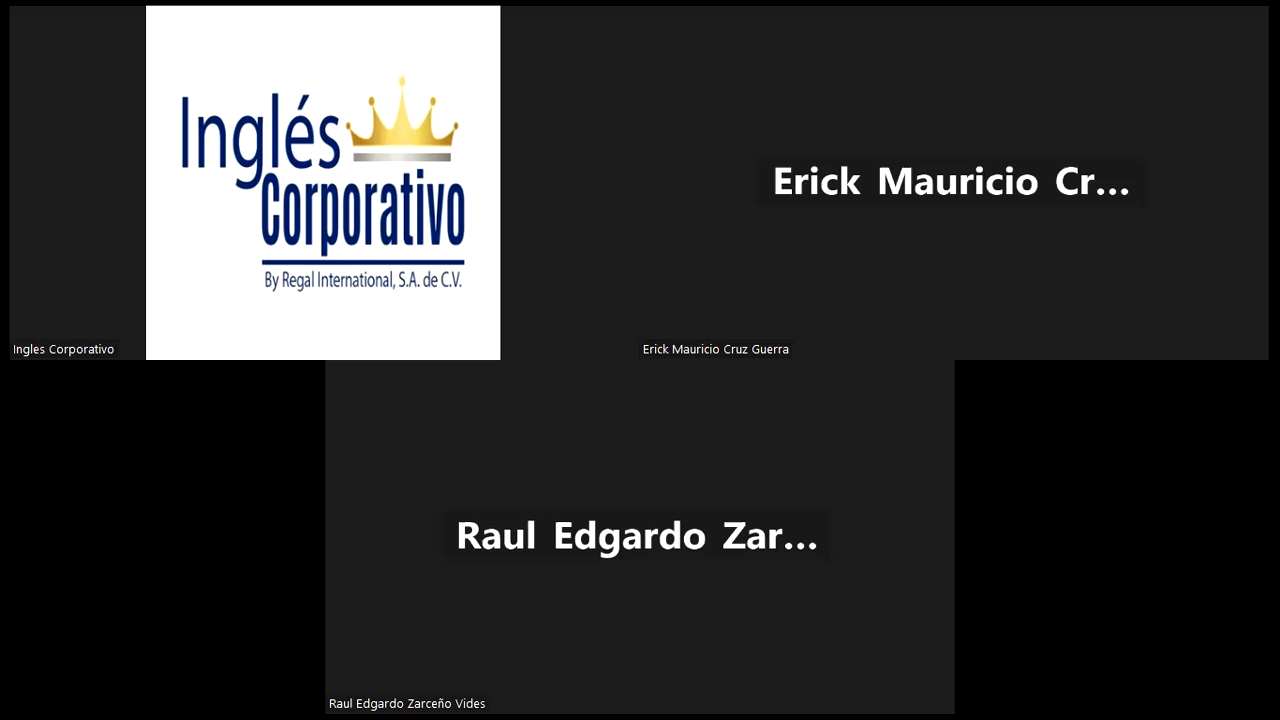 Inglés
Corporativo
By Regal International, S.A. de C.V.
Ingles Corporativo
Erick Mauricio Cr...
Erick Mauricio Cruz Guerra
Raul Edgardo Zar...
Raul Edgardo Zarceño Vides